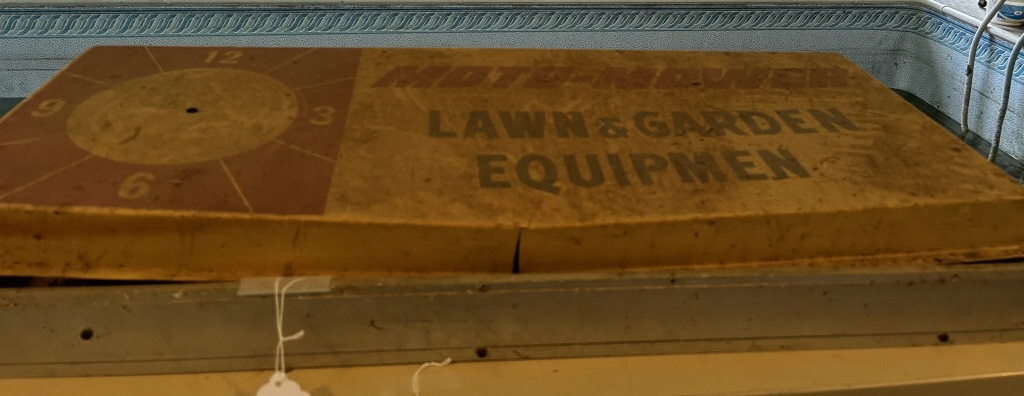 12
9 3
6
MOTO-MOWER
LAWN & GARDEN
EQUIPMEN